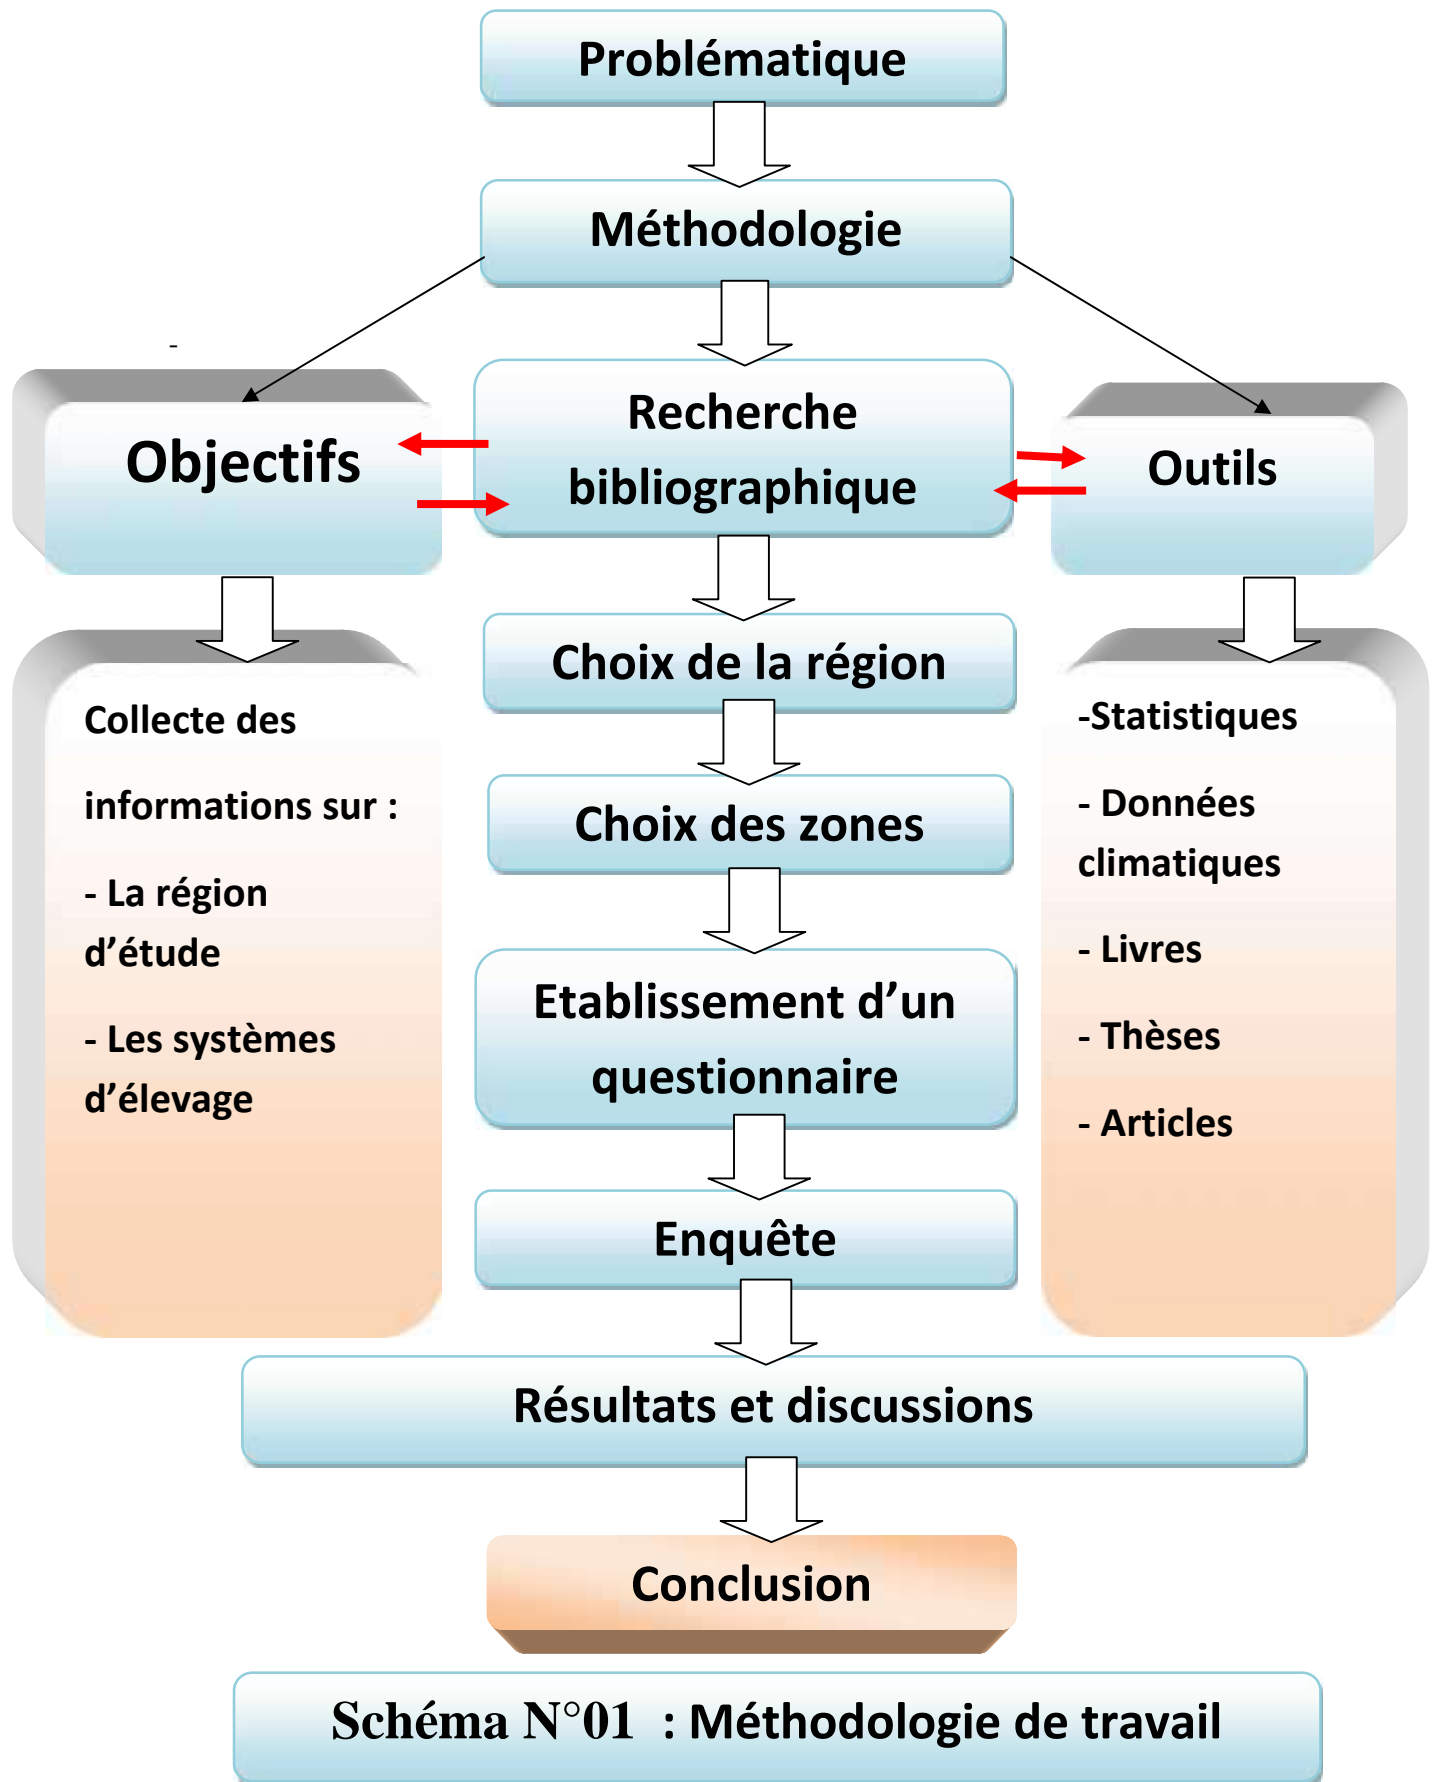 Problématique
Méthodologie
-
Objectifs
Recherche
bibliographique
Outils
Collecte des
informations sur :
- La région
d’étude
- Les systèmes
d’élevage
Choix de la région
Choix des zones
Etablissement d’un
questionnaire
Enquête
-Statistiques
- Données
climatiques
- Livres
- Thèses
- Articles
Résultats et discussions
Conclusion
Schéma N°01 : Méthodologie de travail